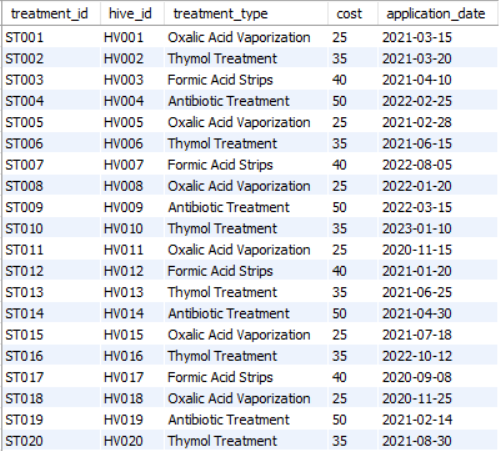 treatment_id hive_id treatment_type cost application_date
ST001 HV001 Oxalic Acid Vaporization 25 2021-03-15
ST002 HV002 Thymol Treatment 35 2021-03-20
ST003 HV003 Formic Acid Strips 40 2021-04-10
ST004 HV004 Antibiotic Treatment 50 2022-02-25
ST005 HV005 Oxalic Acid Vaporization 25 2021-02-28
ST006 HV006 Thymol Treatment 35 2021-06-15
ST007 HV007 Formic Acid Strips 40 2022-08-05
ST008 HV008 Oxalic Acid Vaporization 25 2022-01-20
ST009 HV009 Antibiotic Treatment 50 2022-03-15
ST010 HV010 Thymol Treatment 35 2023-01-10
ST011 HV011 Oxalic Acid Vaporization 25 2020-11-15
ST012 HV012 Formic Acid Strips 40 2021-01-20
ST013 HV013 Thymol Treatment 35 2021-06-25
ST014 HV014 Antibiotic Treatment 50 2021-04-30
ST015 HV015 Oxalic Acid Vaporization 25 2021-07-18
ST016 HV016 Thymol Treatment 35 2022-10-12
ST017 HV017 Formic Acid Strips 40 2020-09-08
ST018 HV018 Oxalic Acid Vaporization 25 2020-11-25
ST019 HV019 Antibiotic Treatment 50 2021-02-14
ST020 HV020 Thymol Treatment 35 2021-08-30